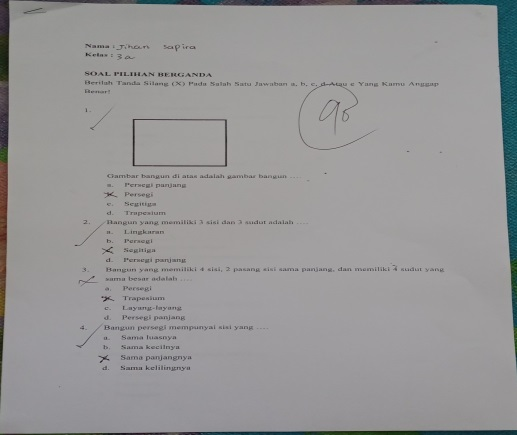 Nama : Jihan Sapira
Kelas : 3a
SOAL PILIHAN BERGANDA
Berilah Tanda Silang (X) Pada Salah Satu Jawaban a, b, c, d Atau e Yang Kamu Anggap
Benar!
90
1.
Gambar bangun di atas adalah gambar bangun ....
a. Persegi panjang
b. Persegi
c. Segitiga
d. Trapesium
2. Bangun yang memiliki 3 sisi dan 3 sudut adalah ....
a. Lingkaran
b. Persegi
c. Segitiga
d. Persegi panjang
3. Bangun yang memiliki 4 sisi, 2 pasang sisi sama panjang, dan memiliki 4 sudut yang
sama besar adalah ....
a. Persegi
b. Trapesium
c. Layang-layang
d. Persegi panjang
4. Bangun persegi mempunyai sisi yang ....
a. Sama luasnya
b. Sama kecilnya
c. Sama panjangnya
d. Sama kelilingnya